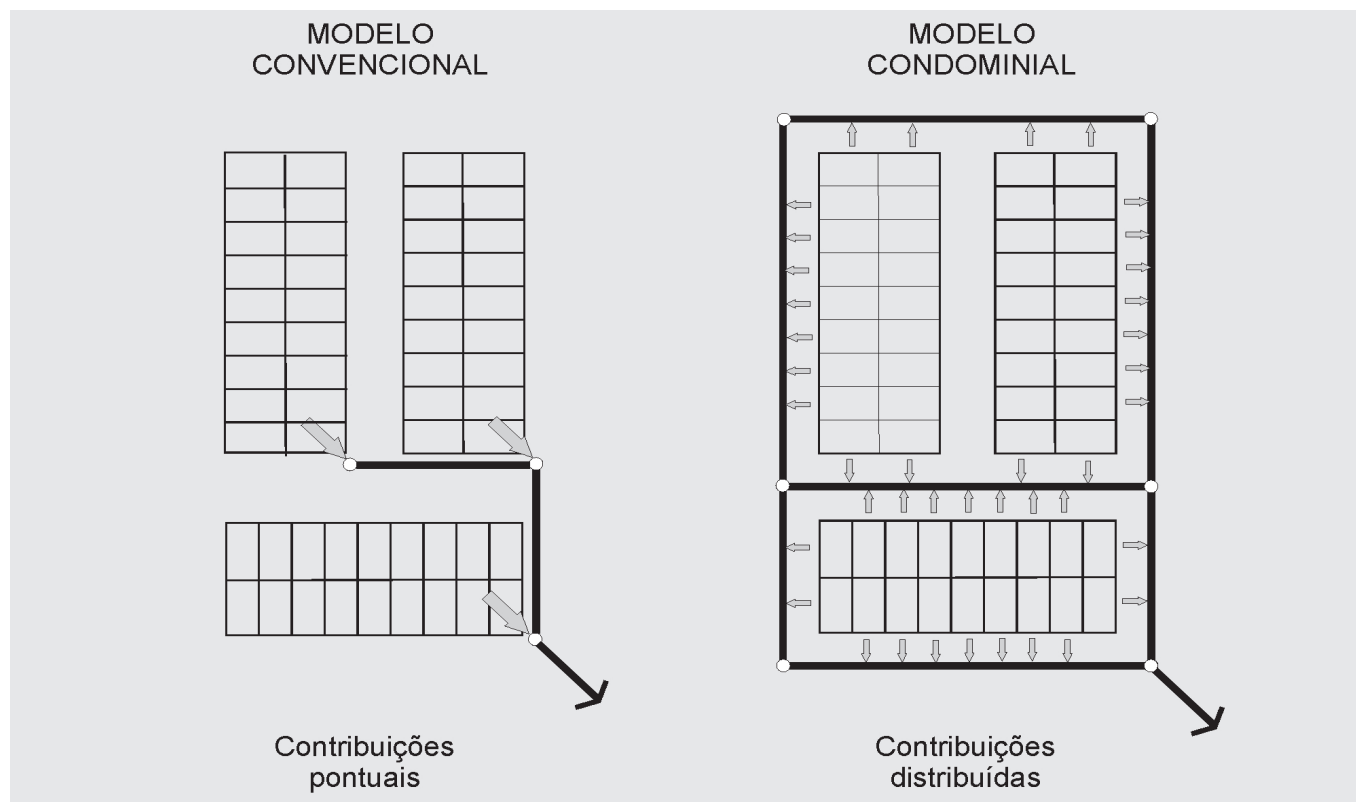 MODELO
CONVENCIONAL
MODELO
CONDOMINIAL
Contribuições
pontuais
Contribuições
distribuídas